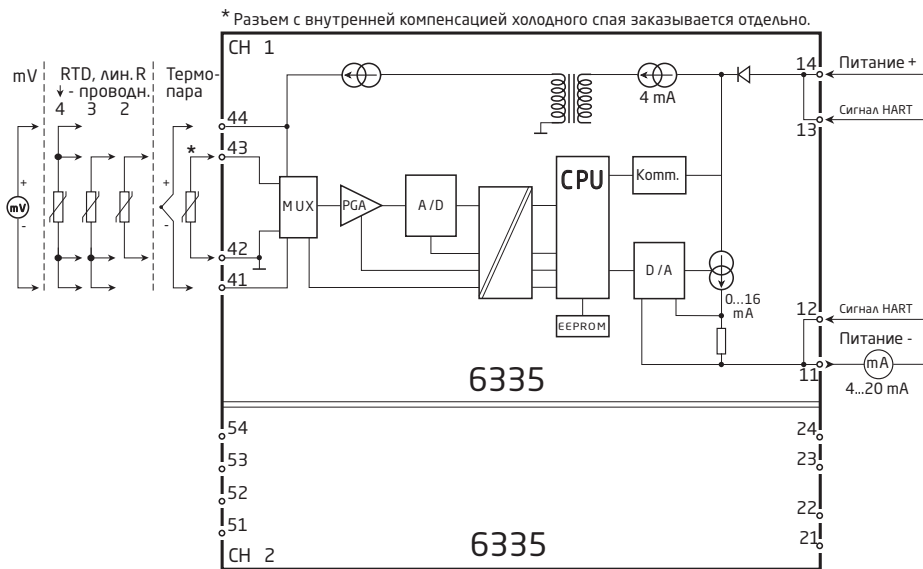 * Разъем с внутренней компенсацией холодного спая заказывается отдельно.
CH 1
mV
RTD, лин. R
↓ - проводн.
4 3 2
Термо-
пара
*
+
-
mV
+
-
44
43
42
41
MUX
PGA
A/D
CPU
Komm.
D/A
EEPROM
4 mA
0...16
mA
14
Питание +
13
Сигнал HART
12
Сигнал HART
Питание -
11
mA
4...20 mA
6335
54
53
52
51
24
23
22
21
CH 2
6335